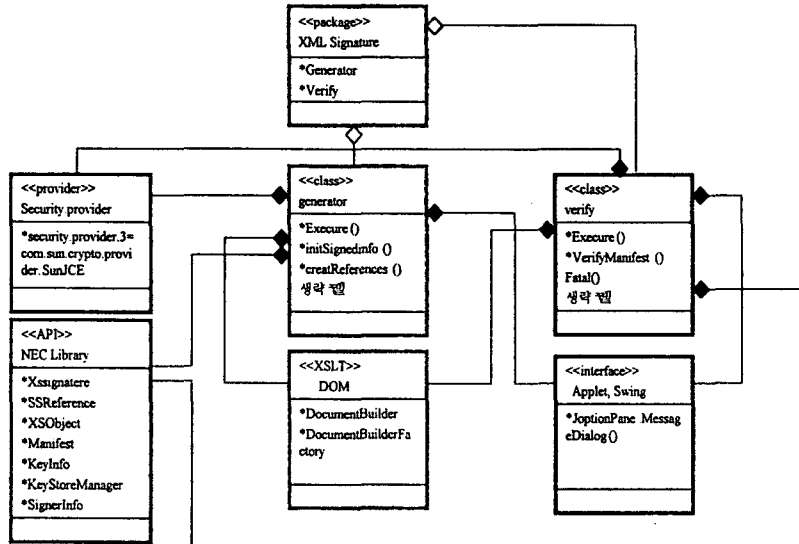 <<package>>
XML Signature
*Generator
*Verify
<<provider>>
Security.provider
*security.provider.3=
com.sun.crypto.provi
der.SunJCE
<<class>>
generator
*Execure()
*initSignedinfo ()
*creatReferences ()
생략
<<class>>
verify
*Execure()
*VerifyManifest ()
Fatal()
생략
<<API>>
NEC Library
*Xssignatere
*SSReference
*XSObject
*Manifest
*KeyInfo
*KeyStoreManager
*SignerInfo
<<XSLT>>
DOM
*DocumentBuilder
*DocumentBuilderFa
ctory
<<interface>>
Applet, Swing
*JoptionPane .Messag
eDialog()